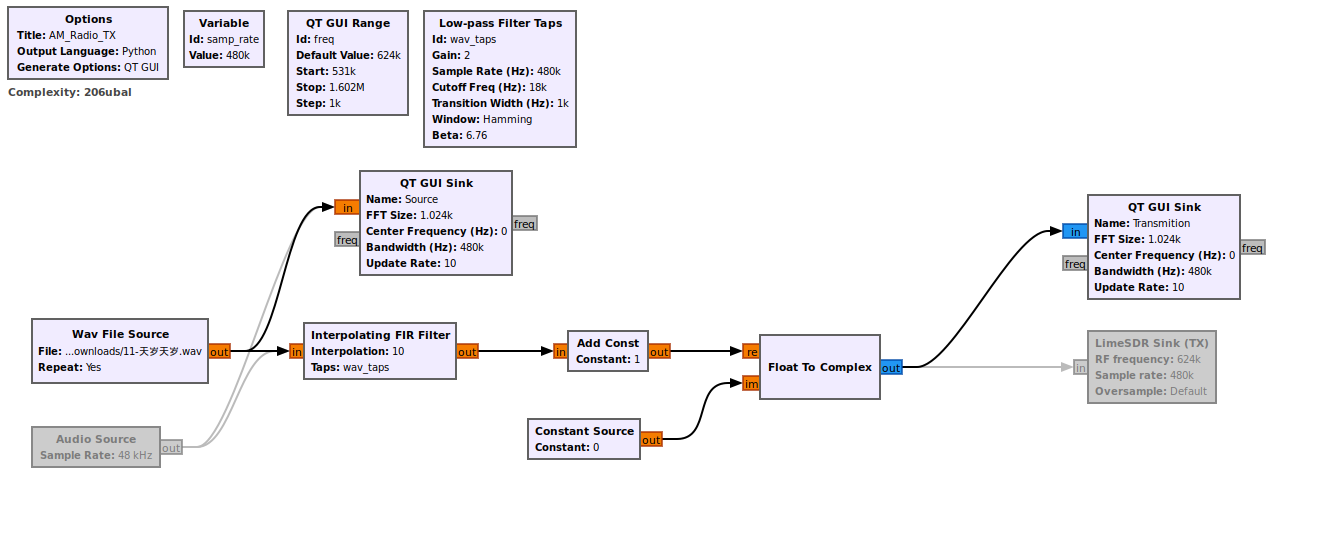 Options
Title: AM_Radio_TX
Output Language: Python
Generate Options: QT GUI
Complexity: 206ubal
Variable
Id: samp_rate
Value: 480k
QT GUI Range
Id: freq
Default Value: 624k
Start: 531k
Stop: 1.602M
Step: 1k
Low-pass Filter Taps
Id: wav_taps
Gain: 2
Sample Rate (Hz): 480k
Cutoff Freq (Hz): 18k
Transition Width (Hz): 1k
Window: Hamming
Beta: 6.76
QT GUI Sink
Name: Source
FFT Size: 1.024k
Center Frequency (Hz): 0
Bandwidth (Hz): 480k
Update Rate: 10
in
freq
freq
QT GUI Sink
Name: Transmition
FFT Size: 1.024k
Center Frequency (Hz): 0
Bandwidth (Hz): 480k
Update Rate: 10
in
freq
freq
Wav File Source
File: ...ownloads/11-天岁天岁.wav
Repeat: Yes
out
in
Interpolating FIR Filter
Interpolation: 10
Taps: wav_taps
out
in
Add Const
Constant: 1
out
re
im
Float To Complex
out
in
LimeSDR Sink (TX)
RF frequency: 624k
Sample rate: 480k
Oversample: Default
Audio Source
Sample Rate: 48 kHz
out
Constant Source
Constant: 0
out